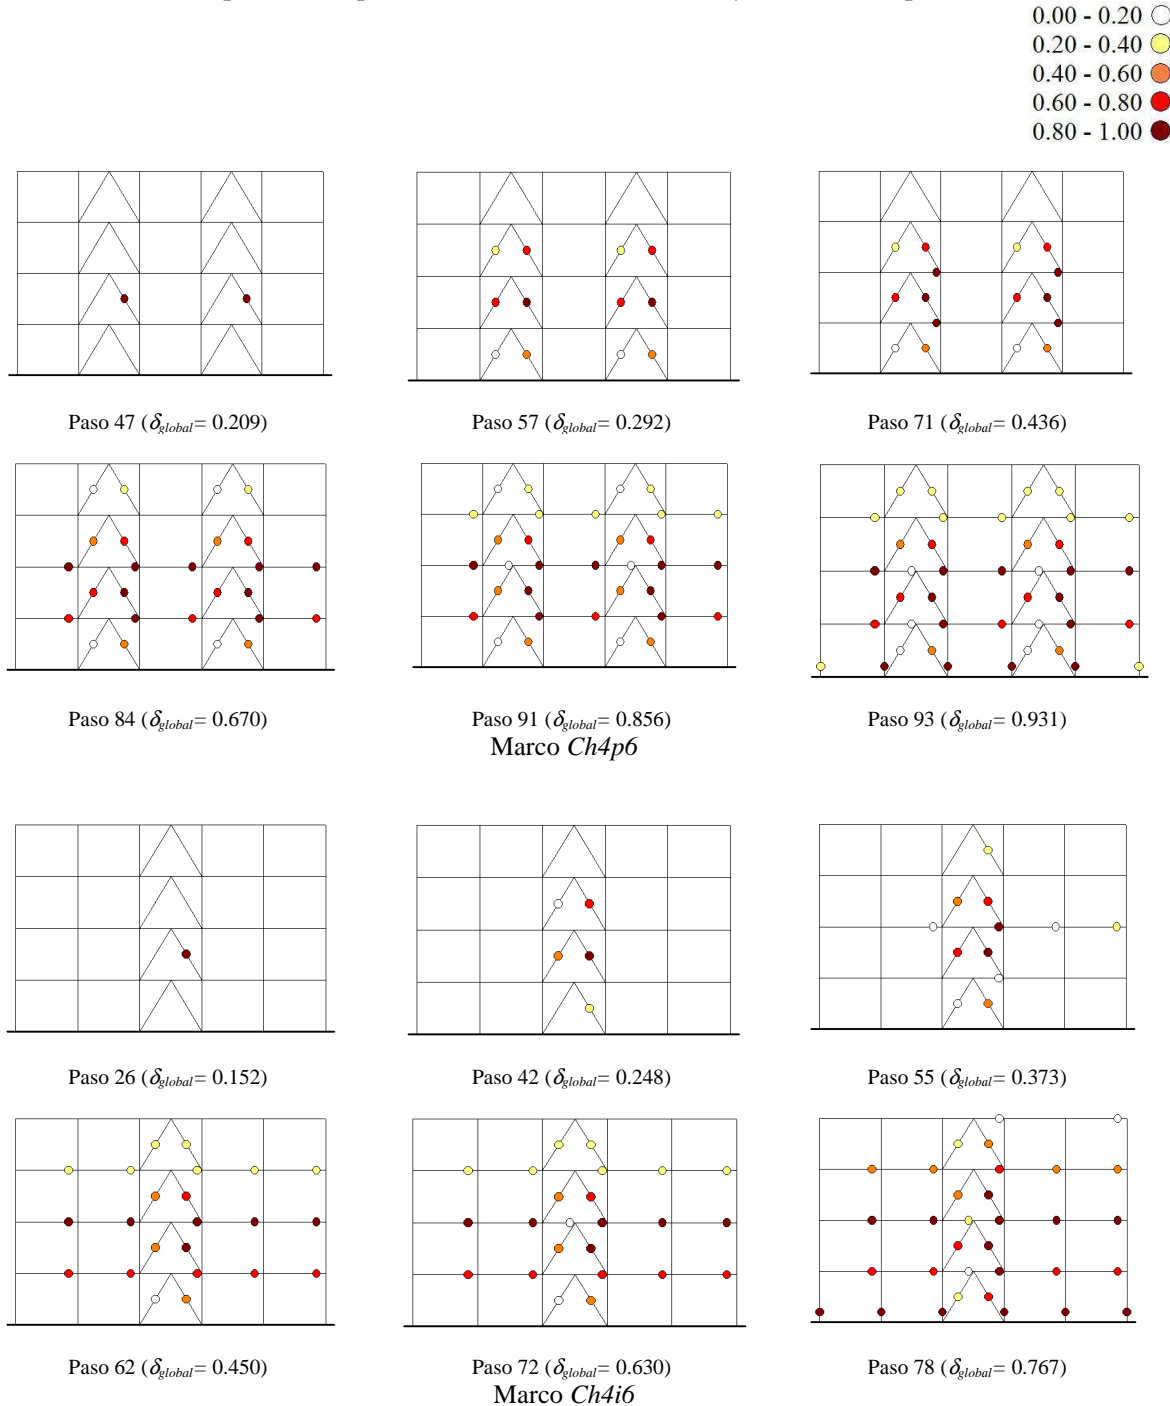 0.00 - 0.20
0.20 - 0.40
0.40 - 0.60
0.60 - 0.80
0.80 - 1.00
Paso 47 (δglobal= 0.209)
Paso 57 (δglobal= 0.292)
Paso 71 (δglobal= 0.436)
Paso 84 (δglobal= 0.670)
Paso 91 (δglobal= 0.856)
Paso 93 (δglobal= 0.931)
Marco Ch4p6
Paso 26 (δglobal= 0.152)
Paso 42 (δglobal= 0.248)
Paso 55 (δglobal= 0.373)
Paso 62 (δglobal= 0.450)
Paso 72 (δglobal= 0.630)
Paso 78 (δglobal= 0.767)
Marco Ch4i6